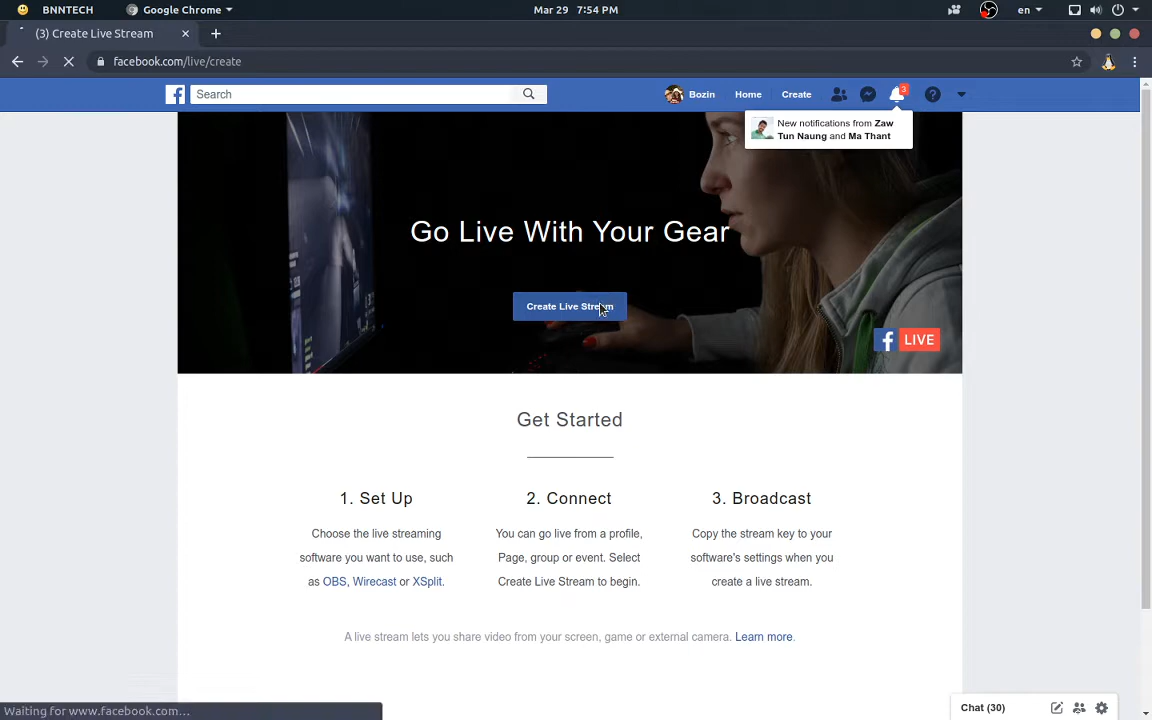 BNNTECH
Google Chrome
Mar 29 7:54 PM
en
(3) Create Live Stream
facebook.com/live/create
Search
Bozin
Home
Create
3
New notifications from Zaw
Tun Naung and Ma Thant
Go Live With Your Gear
Create Live Stream
f LIVE
Get Started
1. Set Up
2. Connect
3. Broadcast
Choose the live streaming
software you want to use, such
as OBS, Wirecast or XSplit.
You can go live from a profile,
Page, group or event. Select
Create Live Stream to begin.
Copy the stream key to your
software's settings when you
create a live stream.
A live stream lets you share video from your screen, game or external camera. Learn more.
Waiting for www.facebook.com...
Chat (30)